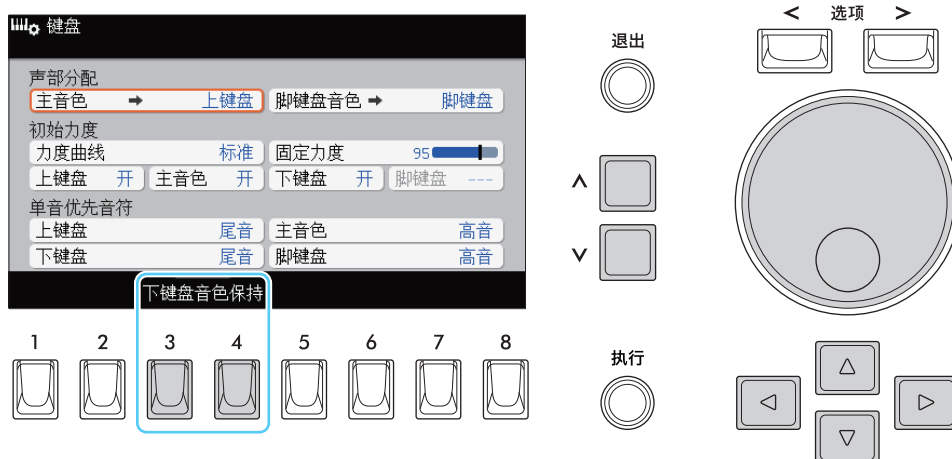 键盘
声部分配
主音色 ➡ 上键盘 脚键盘音色 ➡ 脚键盘
初始力度
力度曲线 标准 固定力度 95
上键盘 开 主音色 开 下键盘 开 脚键盘 ---
单音优先音符
上键盘 尾音 主音色 高音
下键盘 尾音 脚键盘 高音
下键盘音色保持
1 2 3 4 5 6 7 8
退出
∧
∨
执行
< 选项 >